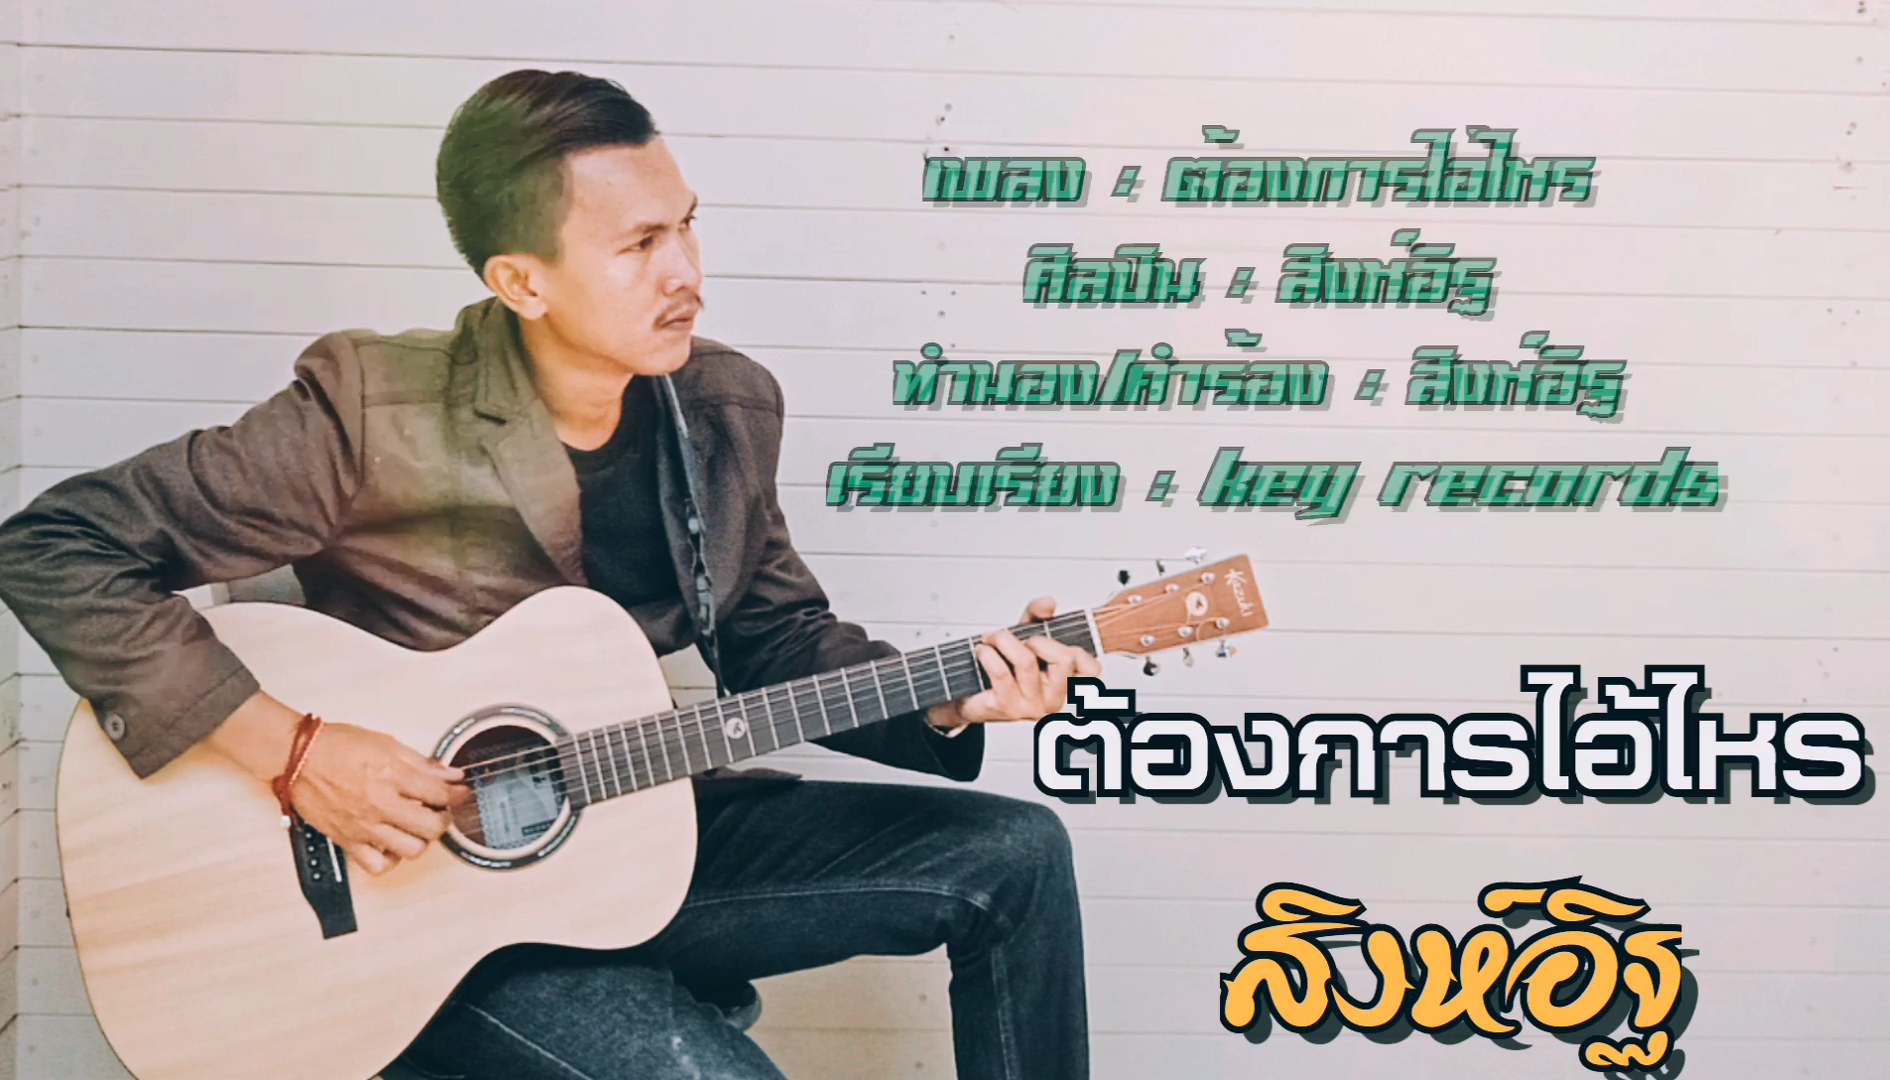 เพลง : ต้องการไอ้ไหร
ศิลปิน : สิงห์อิฐ
ทำนอง/คำร้อง : สิงห์อิฐ
เรียบเรียง : key records
Kazuki
ต้องการไอ้ไหร
สิงห์อิฐ